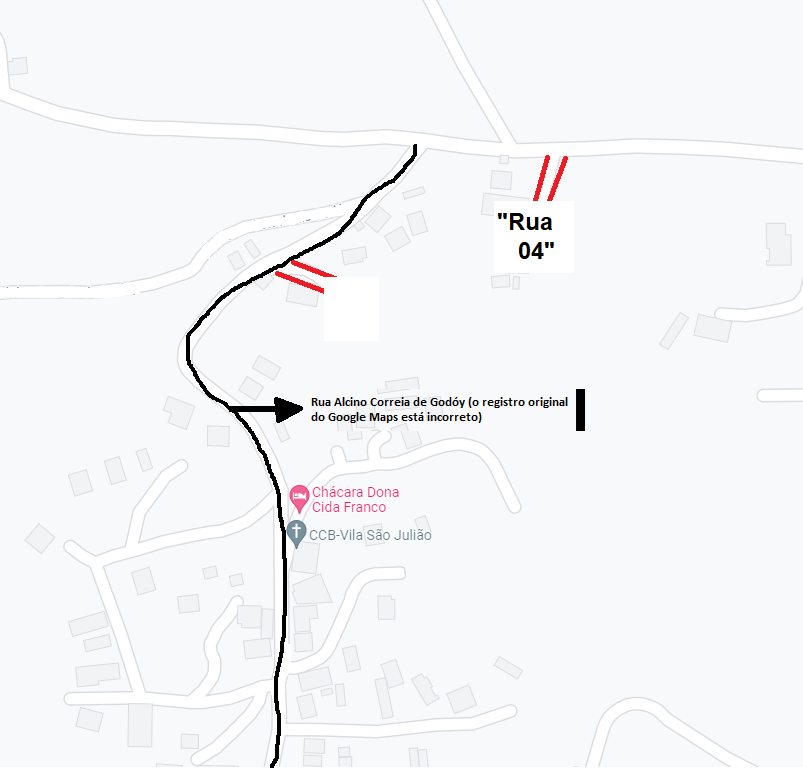 "Rua
04"
Rua Alcino Correia de Godóy (o registro original
do Google Maps está incorreto)
Chácara Dona
Cida Franco
CCB-Vila São Julião